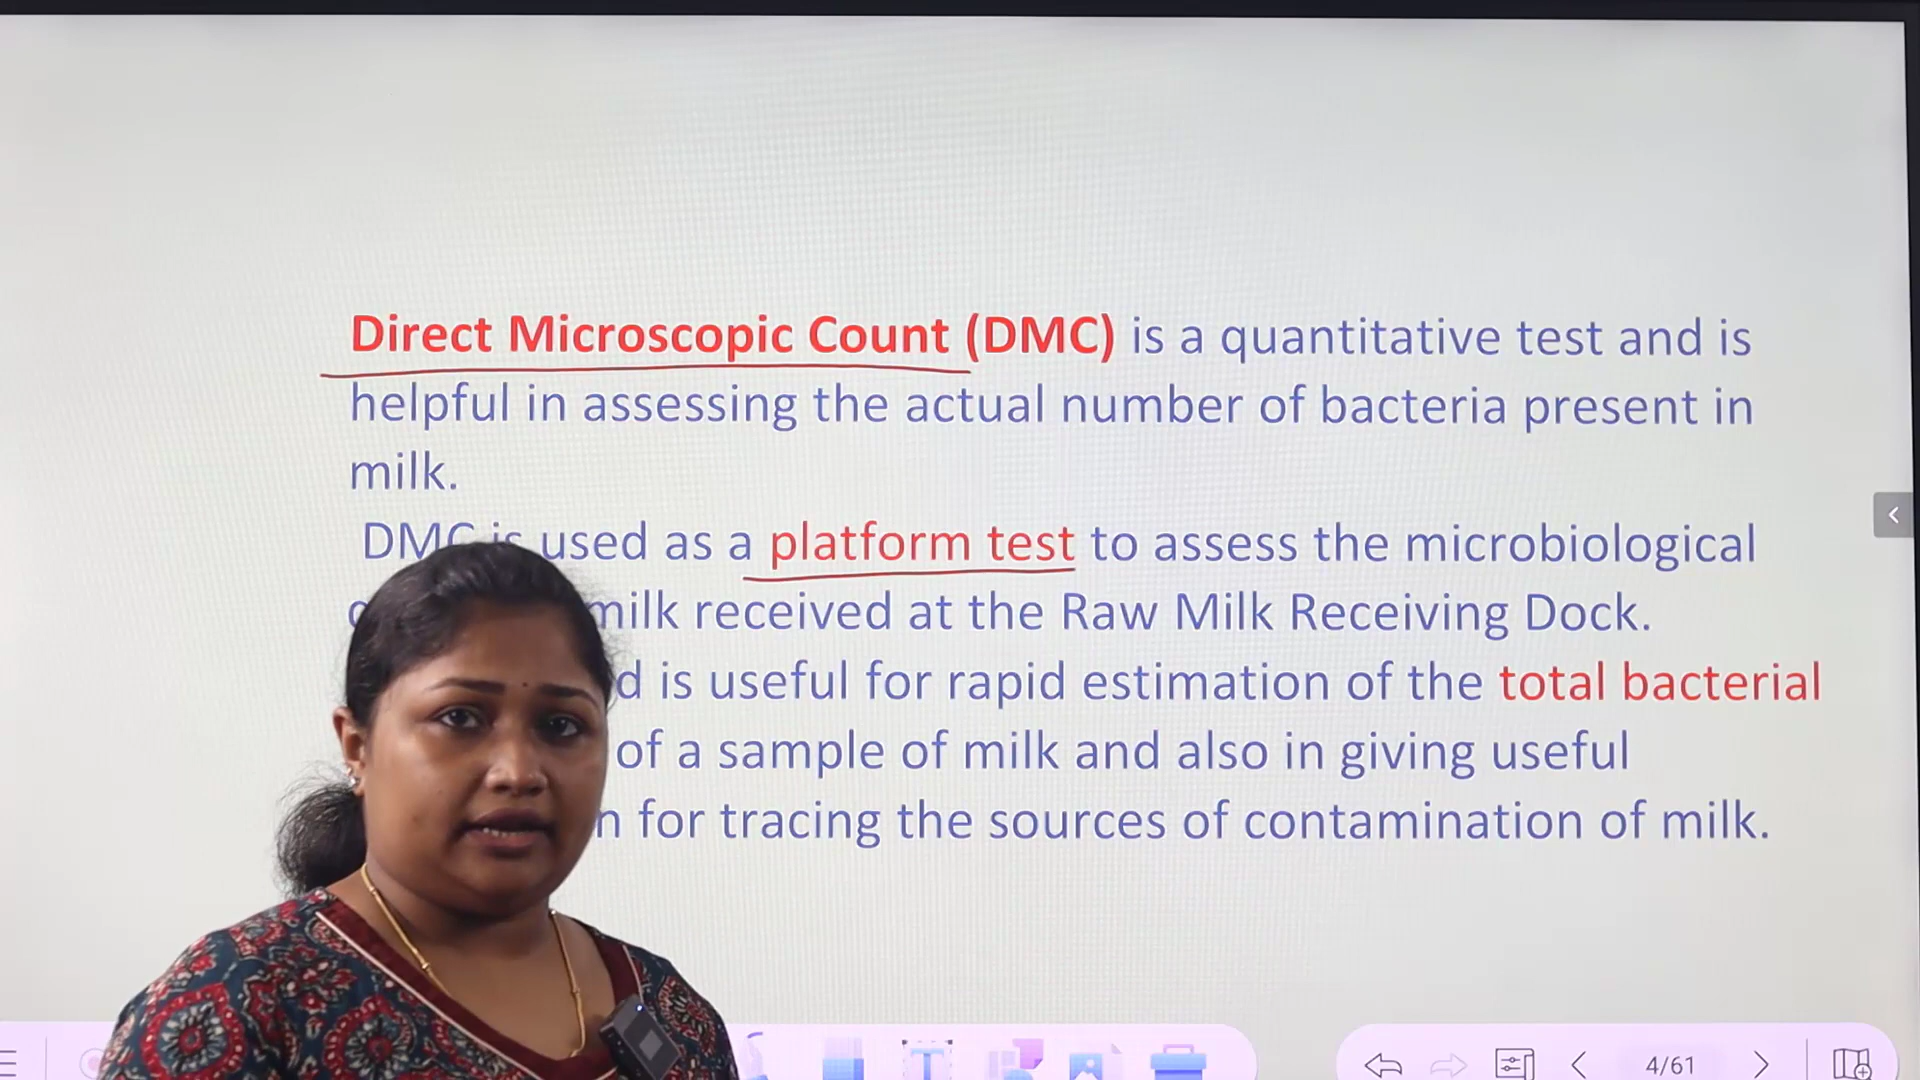 Direct Microscopic Count (DMC) is a quantitative test and is
helpful in assessing the actual number of bacteria present in
milk.
DMC is used as a platform test to assess the microbiological
milk received at the Raw Milk Receiving Dock.
is useful for rapid estimation of the total bacterial
of a sample of milk and also in giving useful
for tracing the sources of contamination of milk.
4/61